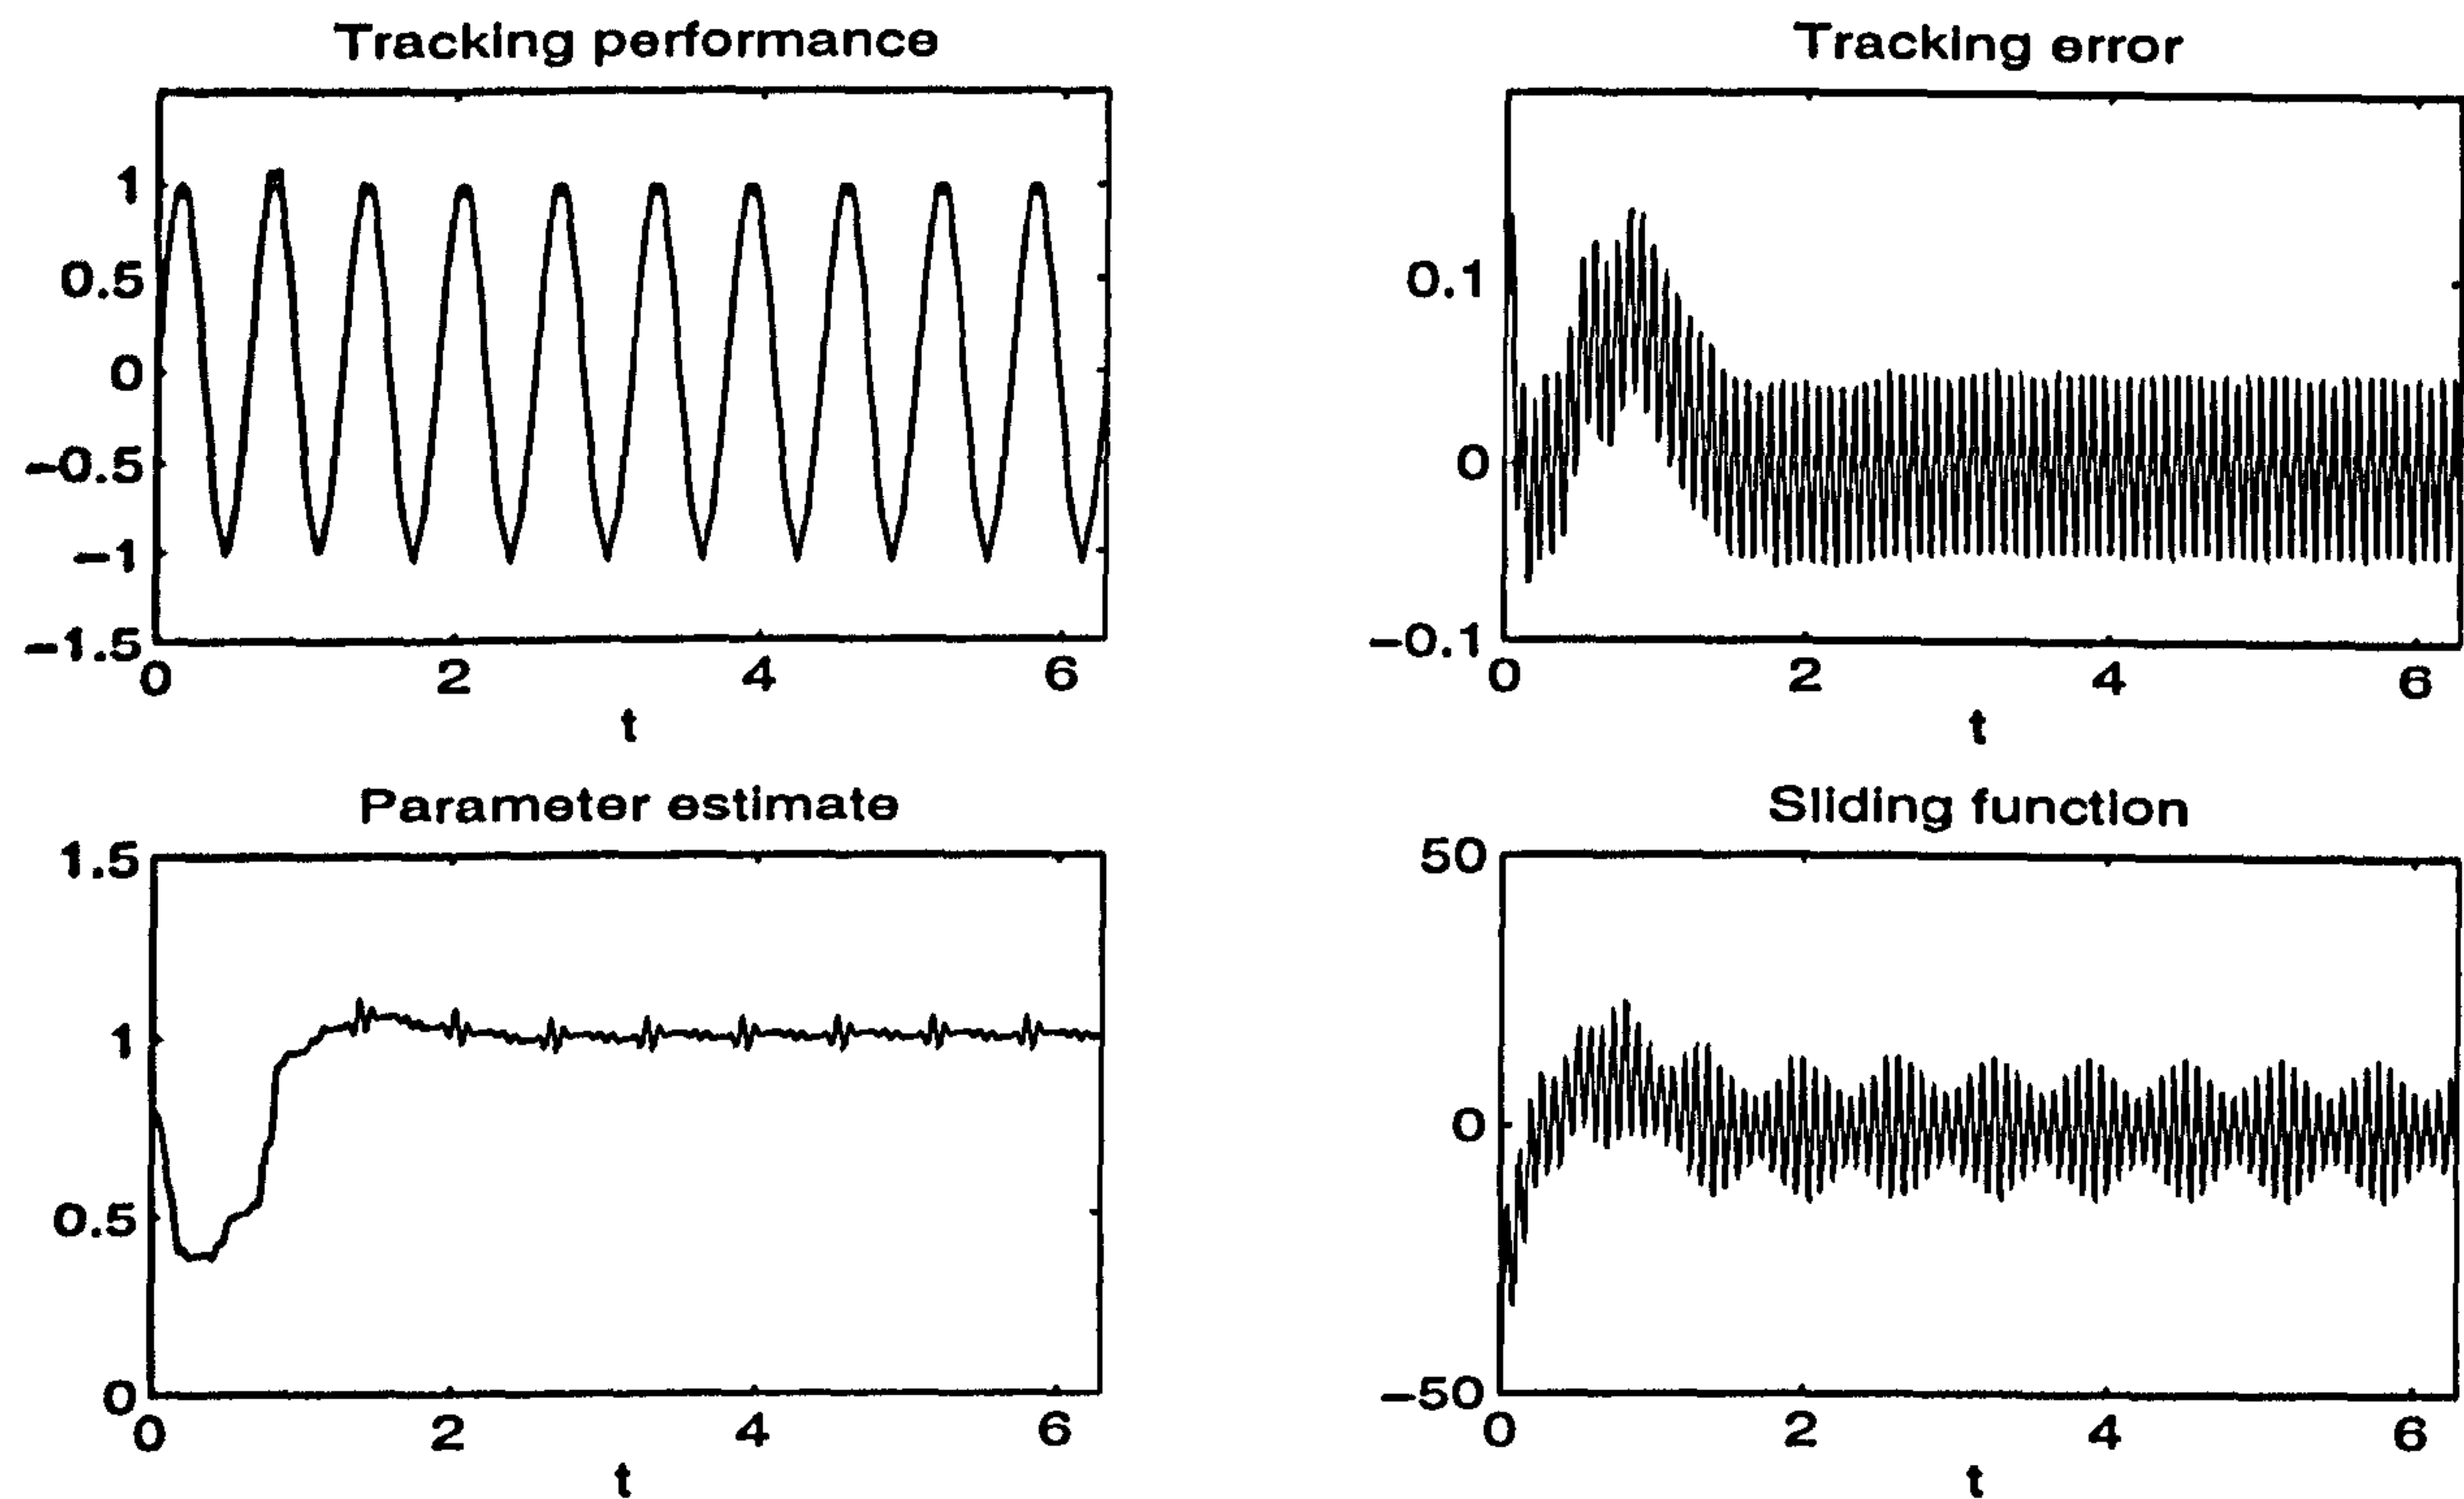 Tracking performance
1
0.5
0
-0.5
-1
-1.5
0 2 4 6
t
Tracking error
0.1
0
-0.1
0 2 4 6
t
Parameter estimate
1.5
1
0.5
0
0 2 4 6
t
Sliding function
50
0
-50
0 2 4 6
t